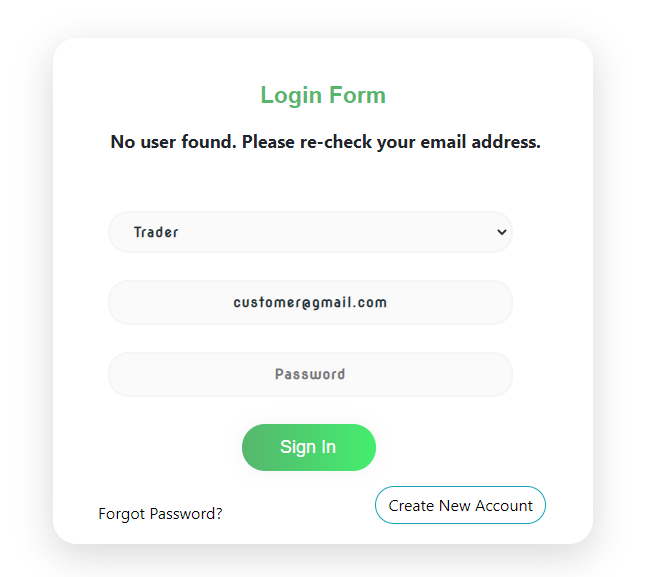 Login Form
No user found. Please re-check your email address.
Trader
customer@gmail.com
Password
Sign In
Forgot Password?
Create New Account